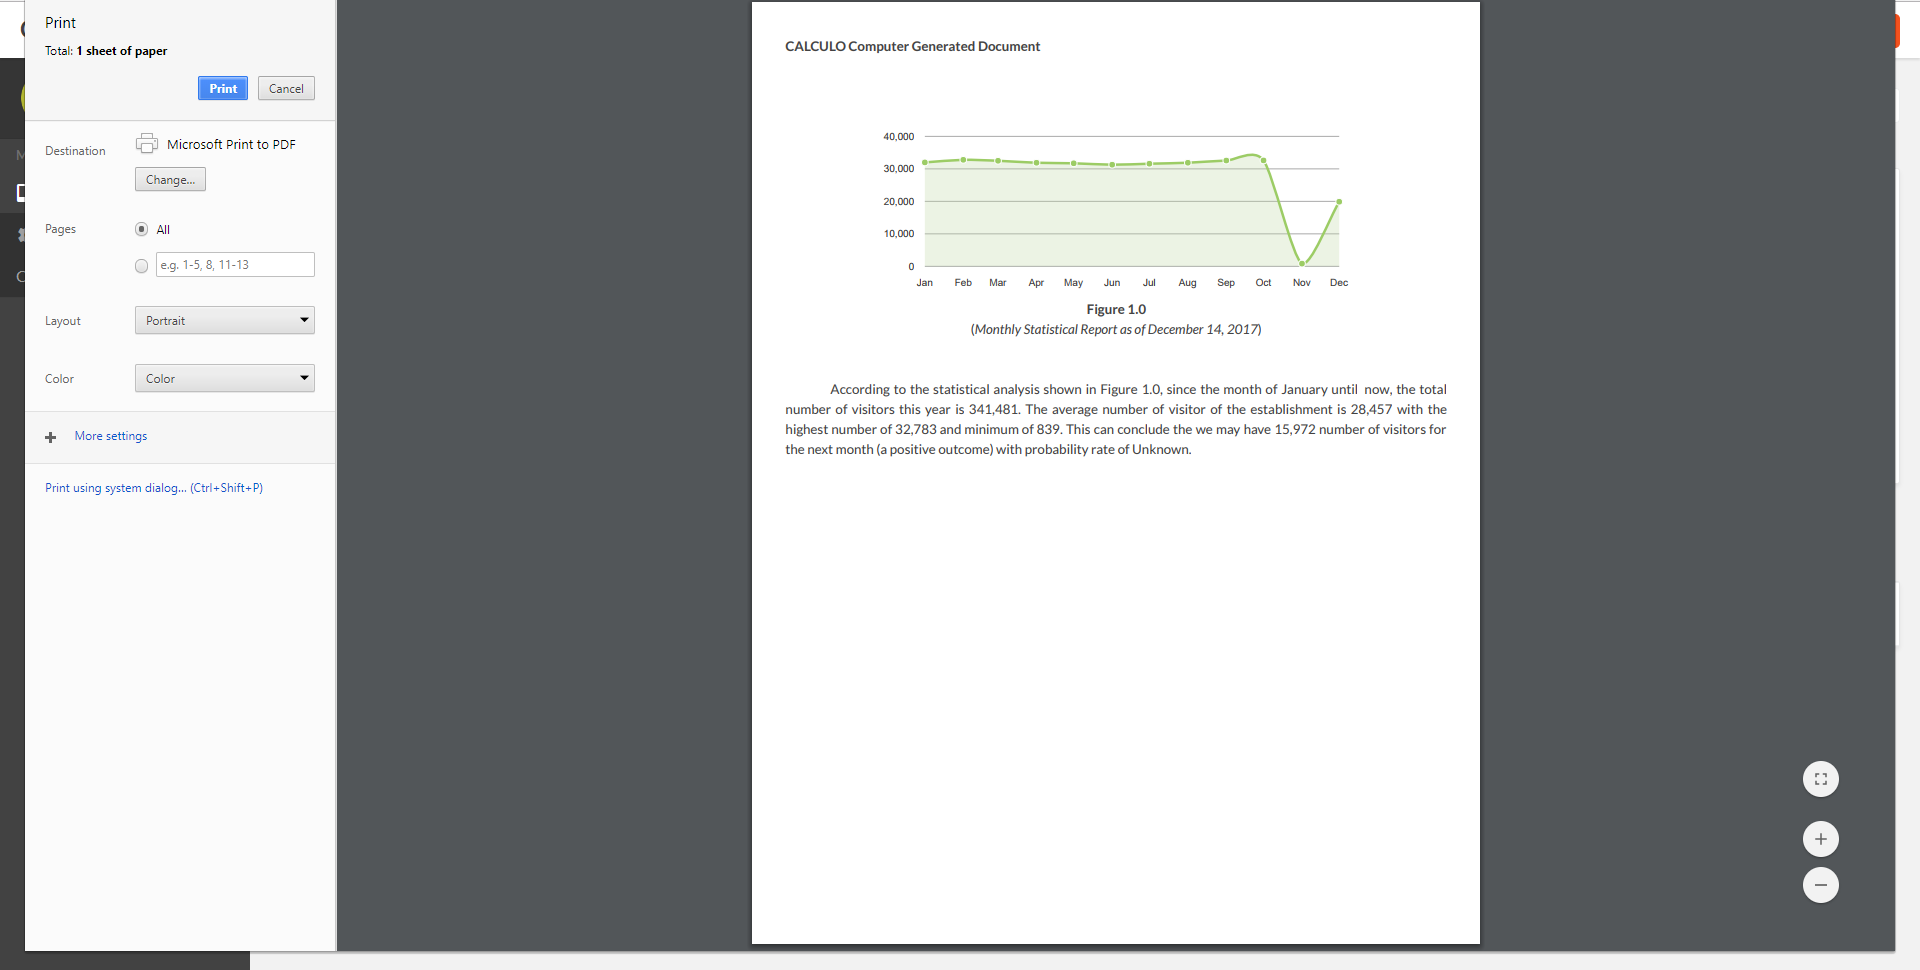 Print
Total: 1 sheet of paper
Print
Cancel
Destination
Microsoft Print to PDF
Change...
Pages
All
e.g. 1-5, 8, 11-13
Layout
Portrait
Color
Color
More settings
Print using system dialog... (Ctrl+Shift+P)
CALCULO Computer Generated Document
40,000
30,000
20,000
10,000
0
Jan Feb Mar Apr May Jun Jul Aug Sep Oct Nov Dec
Figure 1.0
(Monthly Statistical Report as of December 14, 2017)
According to the statistical analysis shown in Figure 1.0, since the month of January until now, the total
number of visitors this year is 341,481. The average number of visitor of the establishment is 28,457 with the
highest number of 32,783 and minimum of 839. This can conclude the we may have 15,972 number of visitors for
the next month (a positive outcome) with probability rate of Unknown.